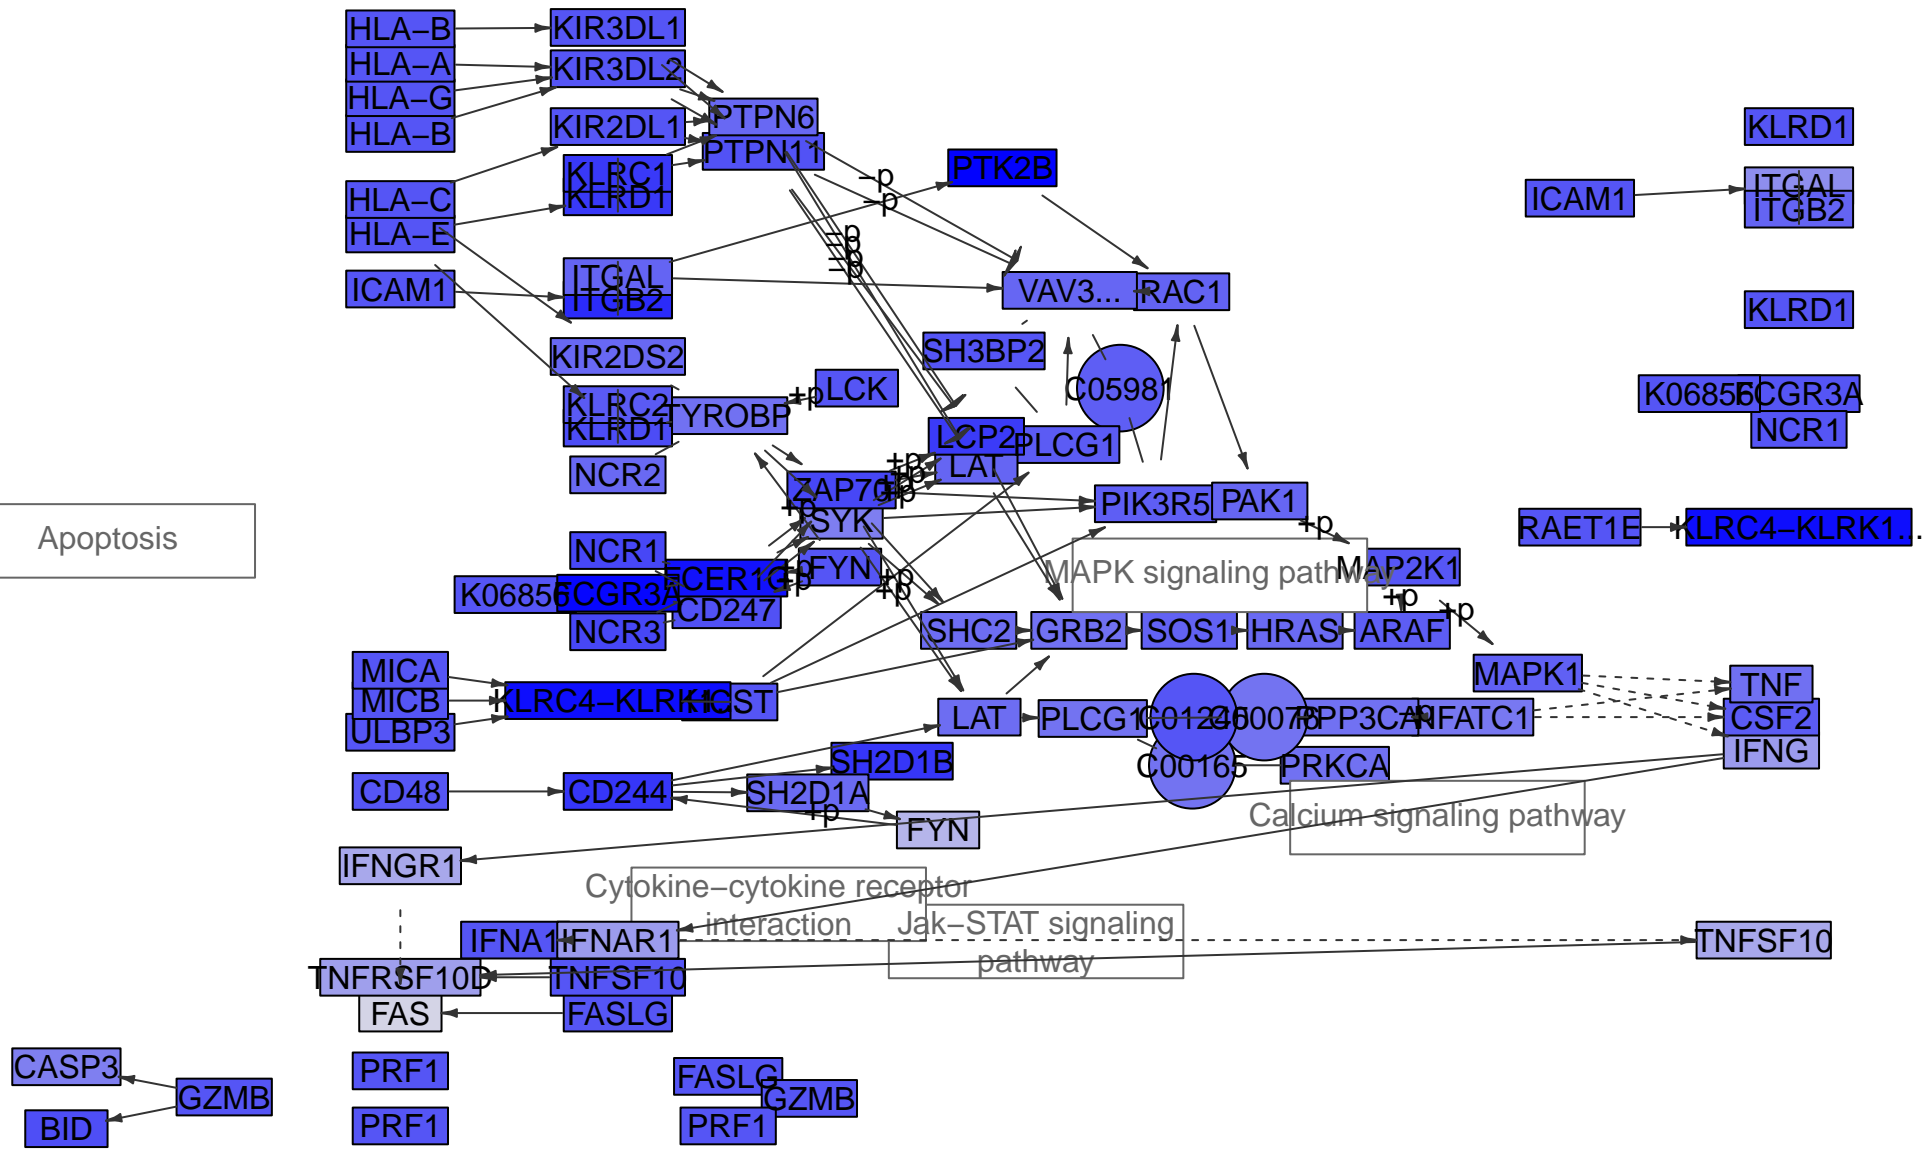 HLA−B
KIR3DL1
HLA−A
KIR3DL2
HLA−G
HLA−B
KIR2DL1
PTPN6
PTPN11
KLRC1
KLRD1
HLA−C
HLA−E
ICAM1
ITGAL
ITGB2
PTK2B
−p
−p
−p
−p
−p
−p
VAV3...
RAC1
KLRD1
ICAM1
ITGAL
ITGB2
KLRD1
K06856
FCGR3A
NCR1
KIR2DS2
KLRC2
KLRD1
TYROBP
+p
LCK
NCR2
SH3BP2
C05981
LCP2
PLCG1
LAT
ZAP70
SYK
+p
+p
+p
+p
+p
PIK3R5
PAK1
+p
Apoptosis
RAET1E
KLRC4−KLRK1...
NCR1
K06856
FCGR3A
FCER1G
CD247
NCR3
FYN
+p
+p
+p
+p
MAPK signaling pathway
MAP2K1
+p
+p
SHC2
GRB2
SOS1
HRAS
ARAF
MAPK1
MICA
MICB
ULBP3
KLRC4−KLRK1
HCST
LAT
PLCG1
C01245
C00076
C00165
PPP3CA
NFATC1
PRKCA
TNF
CSF2
IFNG
CD48
CD244
SH2D1B
SH2D1A
+p
FYN
Calcium signaling pathway
IFNGR1
Cytokine−cytokine receptor
interaction
Jak−STAT signaling
pathway
IFNA1
IFNAR1
TNFSF10
TNFRSF10D
TNFSF10
FAS
FASLG
CASP3
GZMB
BID
PRF1
PRF1
FASLG
GZMB
PRF1